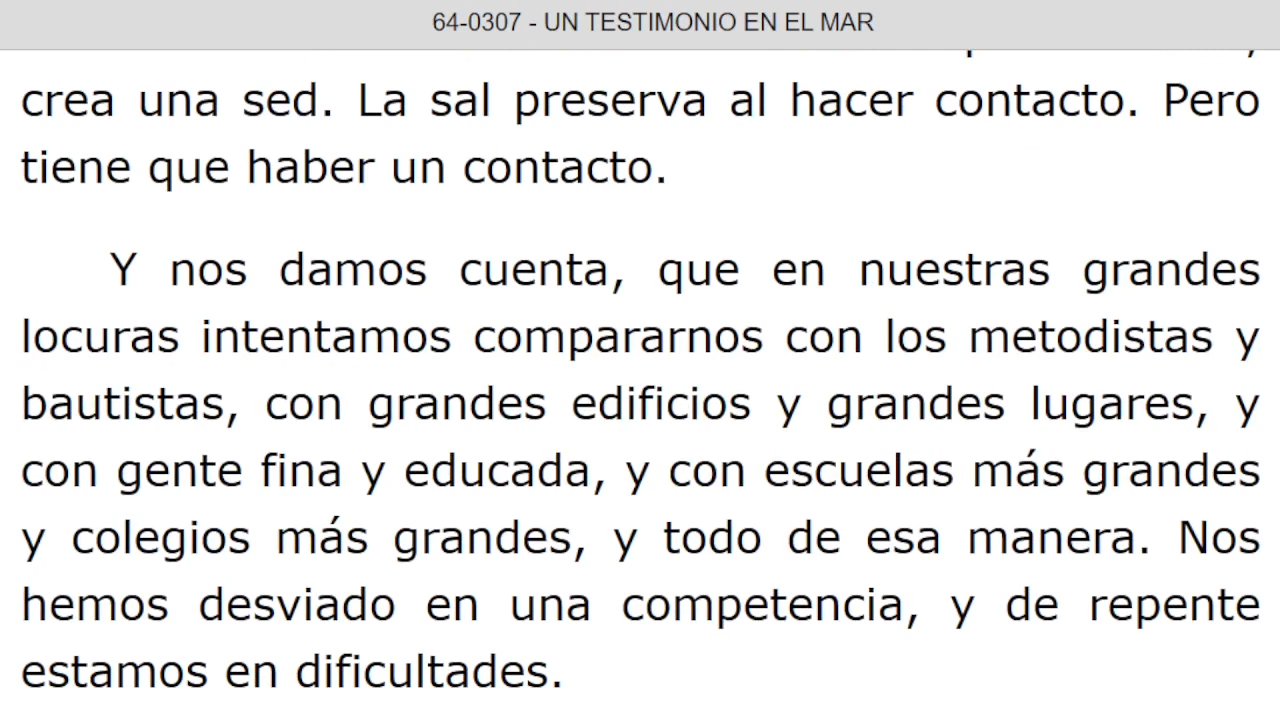 64-0307 - UN TESTIMONIO EN EL MAR
crea una sed. La sal preserva al hacer contacto. Pero
tiene que haber un contacto.
Y nos damos cuenta, que en nuestras grandes
locuras intentamos compararnos con los metodistas y
bautistas, con grandes edificios y grandes lugares, y
con gente fina y educada, y con escuelas más grandes
y colegios más grandes, y todo de esa manera. Nos
hemos desviado en una competencia, y de repente
estamos en dificultades.